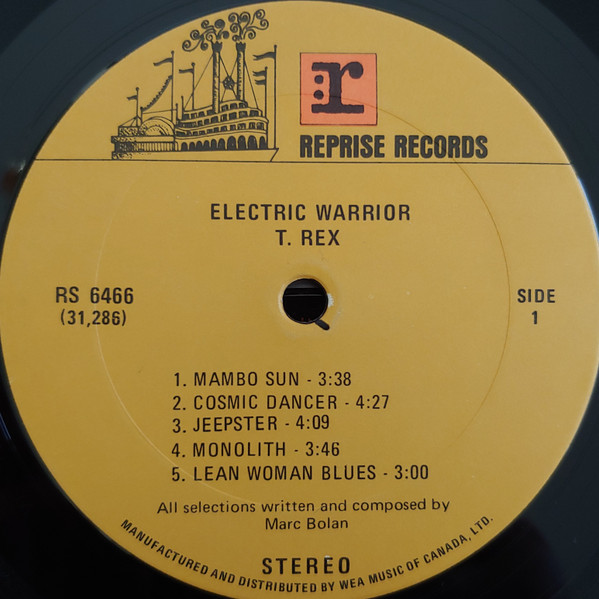 r
REPRISE RECORDS
ELECTRIC WARRIOR
T. REX
RS 6466
(31,286)
SIDE
1
1. MAMBO SUN - 3:38
2. COSMIC DANCER - 4:27
3. JEEPSTER - 4:09
4. MONOLITH - 3:46
5. LEAN WOMAN BLUES - 3:00
All selections written and composed by
Marc Bolan
STEREO
MANUFACTURED AND DISTRIBUTED BY WEA MUSIC OF CANADA, LTD.